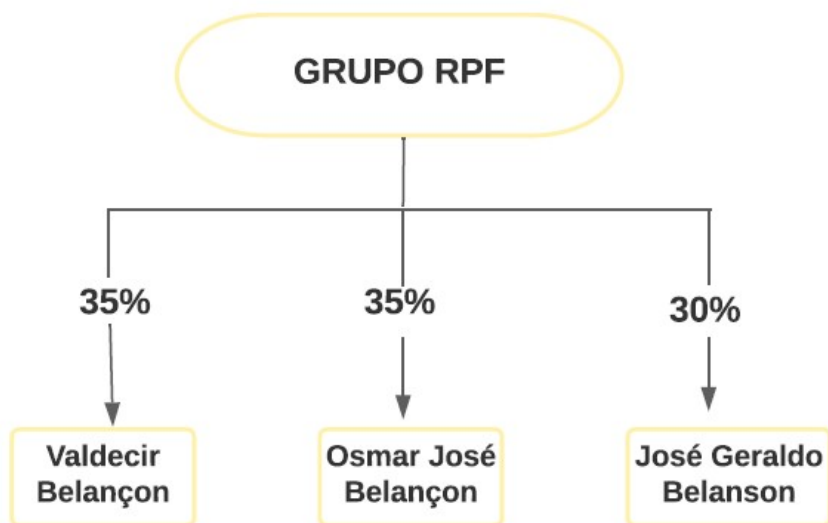 GRUPO RPF
35%
35%
30%
Valdecir
Belançon
Osmar José
Belançon
José Geraldo
Belanson